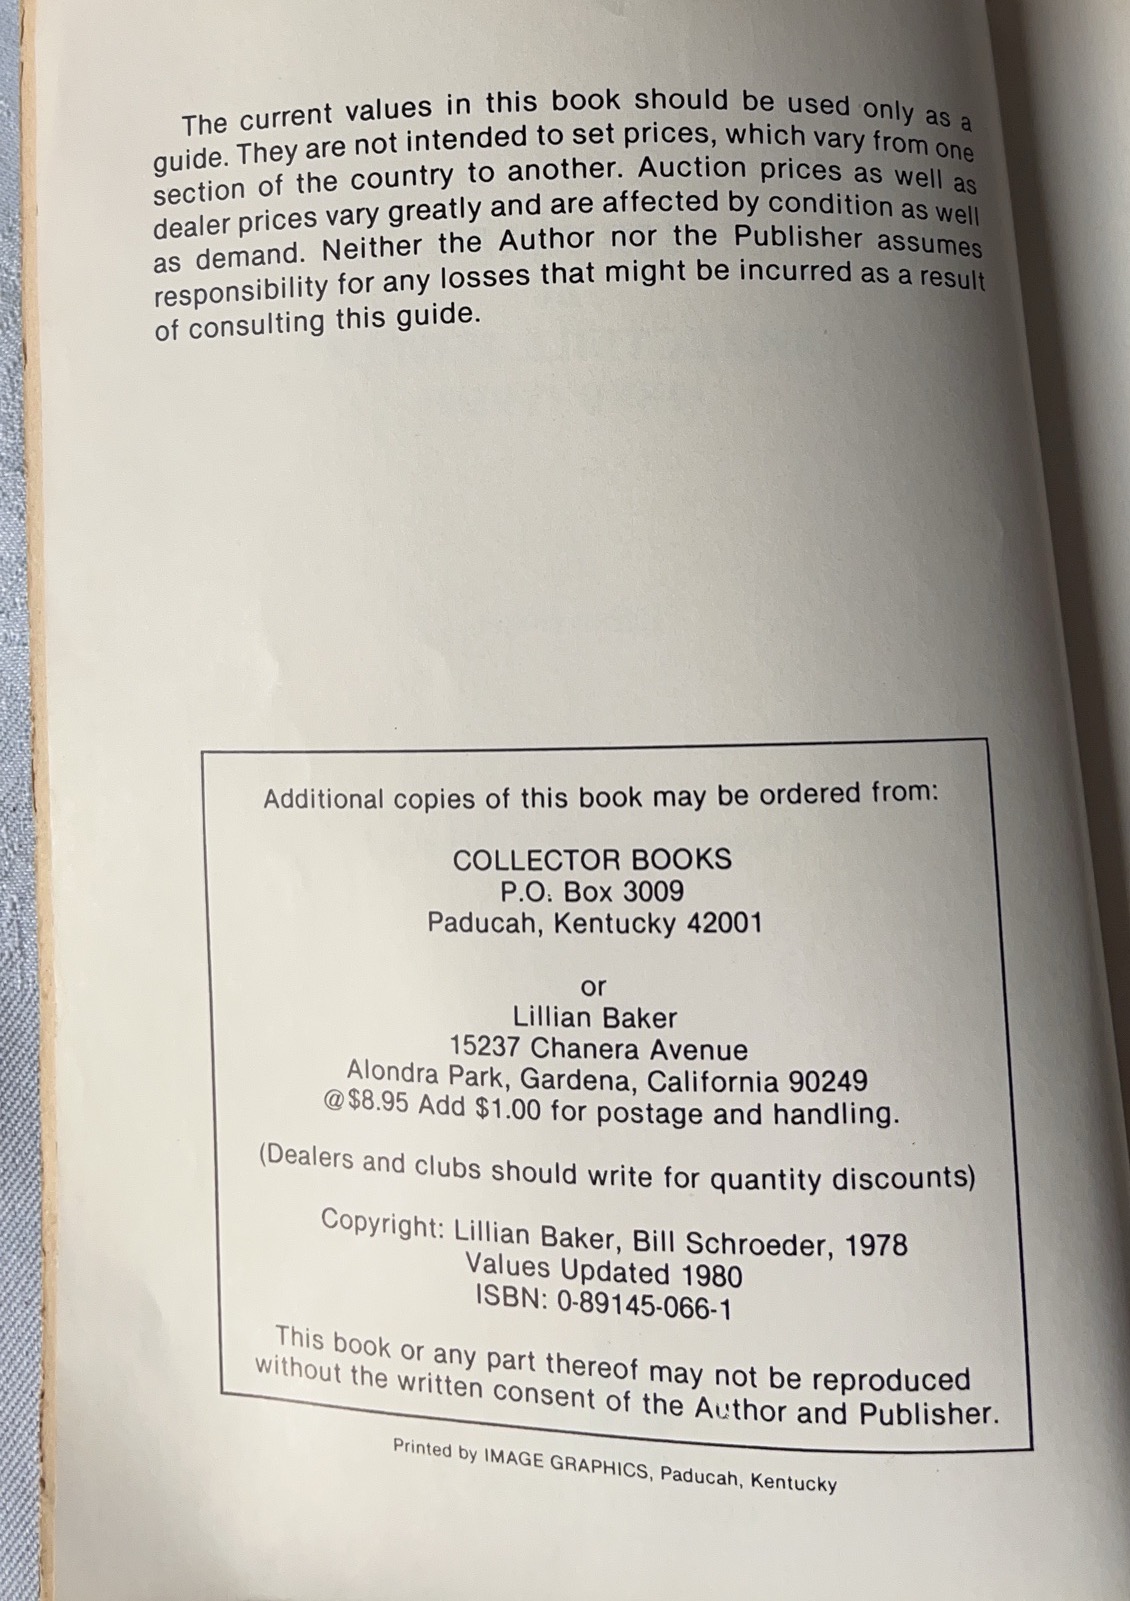 The current values in this book should be used only as a
guide. They are not intended to set prices, which vary from one
section of the country to another. Auction prices as well as
dealer prices vary greatly and are affected by condition as well
as demand. Neither the Author nor the Publisher assumes
responsibility for any losses that might be incurred as a result
of consulting this guide.
Additional copies of this book may be ordered from:
COLLECTOR BOOKS
P.O. Box 3009
Paducah, Kentucky 42001
or
Lillian Baker
15237 Chanera Avenue
Alondra Park, Gardena, California 90249
@$8.95 Add $1.00 for postage and handling.
(Dealers and clubs should write for quantity discounts)
Copyright: Lillian Baker, Bill Schroeder, 1978
Values Updated 1980
ISBN: 0-89145-066-1
This book or any part thereof may not be reproduced
without the written consent of the Author and Publisher.
Printed by IMAGE GRAPHICS, Paducah, Kentucky